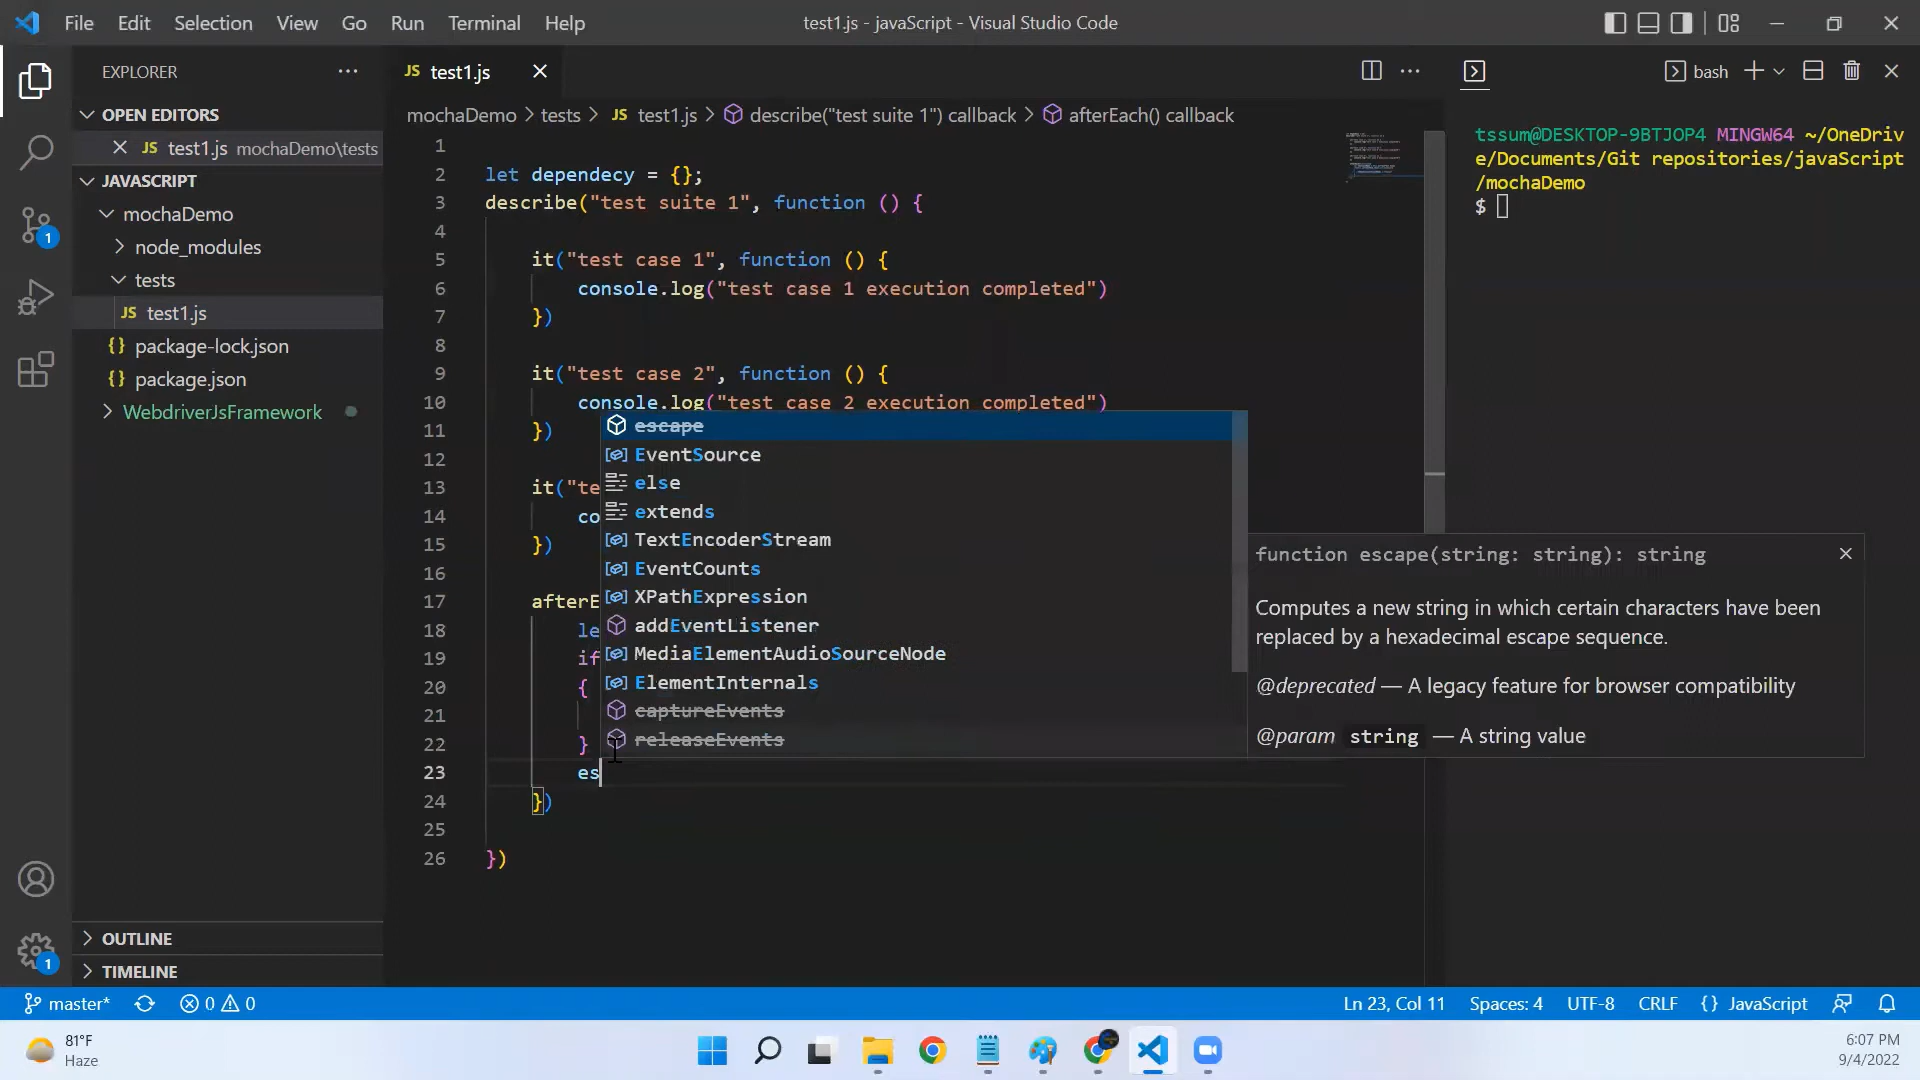 File Edit Selection View Go Run Terminal Help
test1.js - javaScript - Visual Studio Code
EXPLORER
OPEN EDITORS
JS test1.js mochaDemo\tests
JAVASCRIPT
mochaDemo
node_modules
tests
JS test1.js
{} package-lock.json
{} package.json
WebdriverJsFramework
OUTLINE
TIMELINE
1
1
JS test1.js
mochaDemo > tests > JS test1.js > describe("test suite 1") callback > afterEach() callback
1
2 let dependecy = {};
3 describe("test suite 1", function () {
4
5 it("test case 1", function () {
6 console.log("test case 1 execution completed")
7 })
8
9 it("test case 2", function () {
10 console.log("test case 2 execution completed")
11 })
12
13 it("te
14 co
15 })
16
17 afterE
18 le
19 if
20 {
21
22 }
23 es
24 })
25
26 })
escape
EventSource
else
extends
TextEncoderStream
EventCounts
XPathExpression
addEventListener
MediaElementAudioSourceNode
ElementInternals
captureEvents
releaseEvents
function escape(string: string): string
Computes a new string in which certain characters have been
replaced by a hexadecimal escape sequence.
@deprecated — A legacy feature for browser compatibility
@param string — A string value
bash
tssum@DESKTOP-9BTJOP4 MINGW64 ~/OneDriv
e/Documents/Git repositories/javaScript
/mochaDemo
$
master* 0 0
Ln 23, Col 11 Spaces: 4 UTF-8 CRLF {} JavaScript
81°F
Haze
6:07 PM
9/4/2022